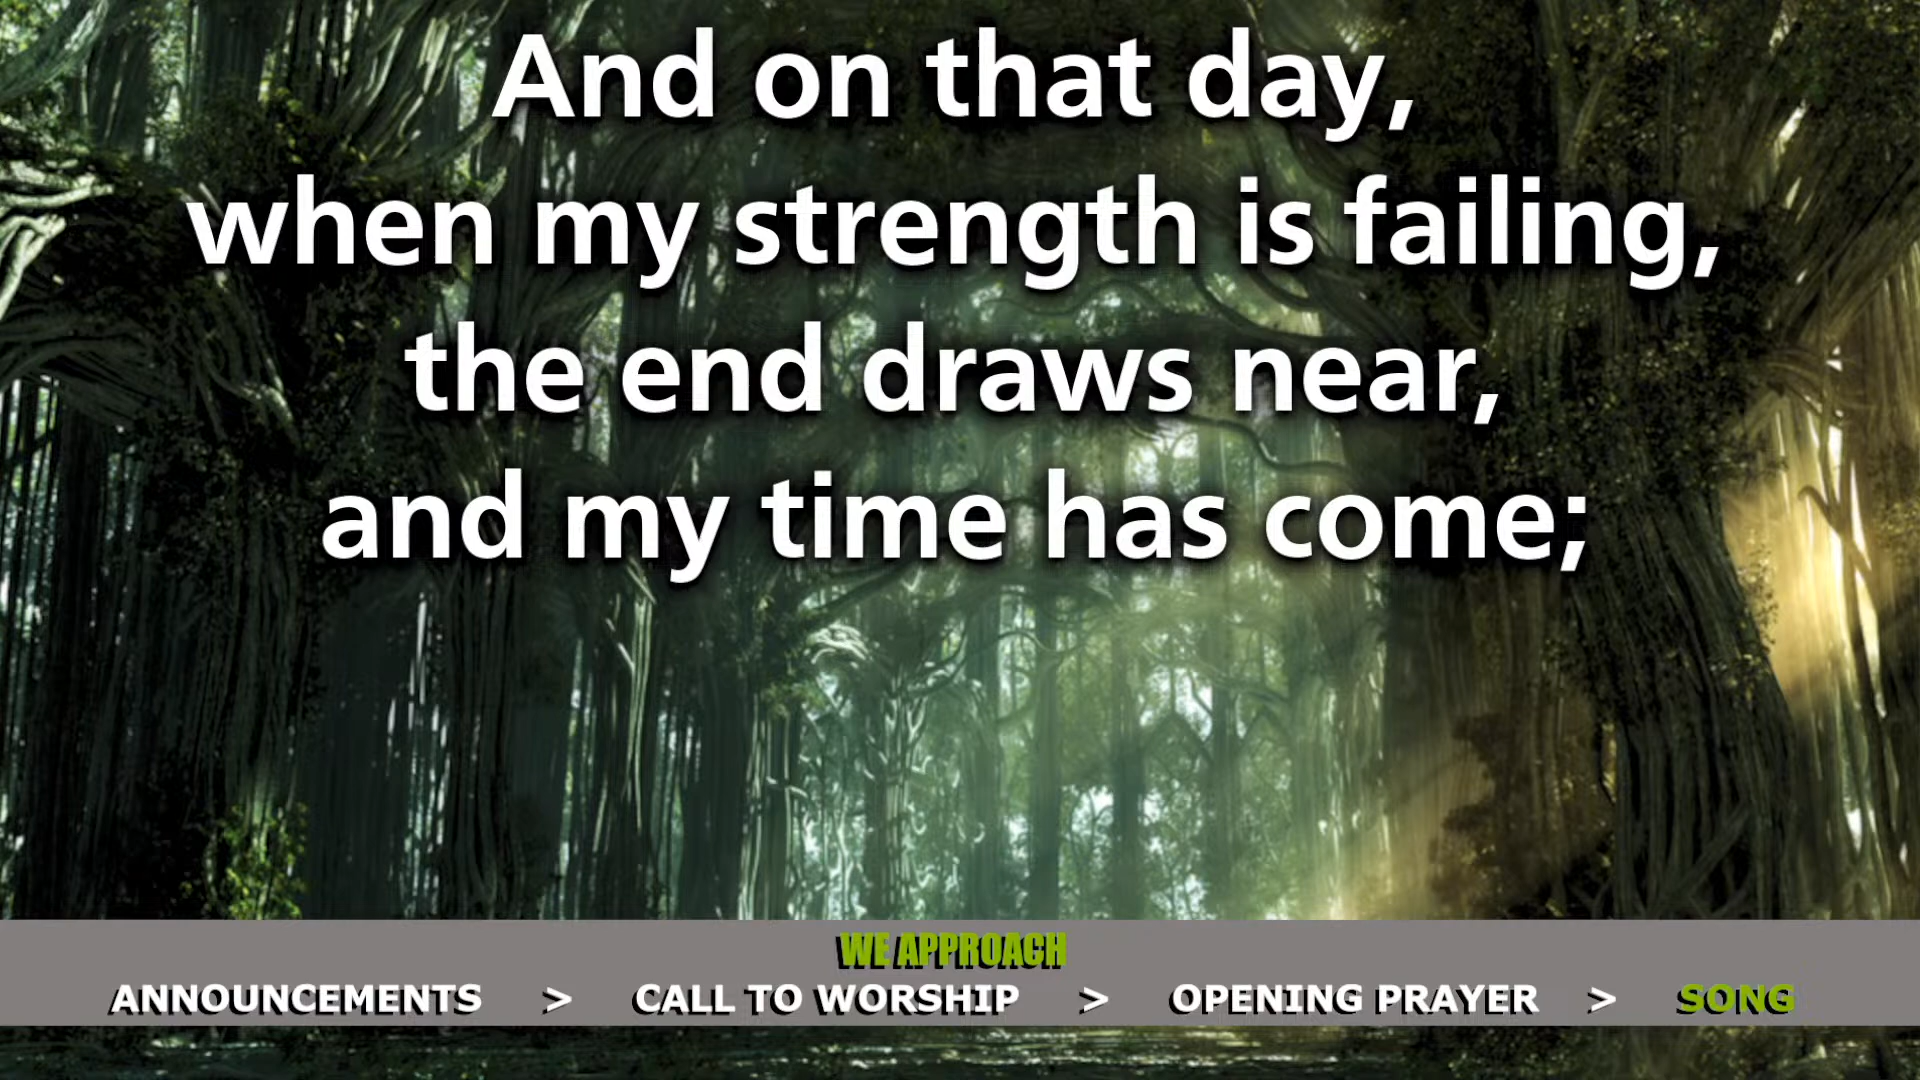 And on that day,
when my strength is failing,
the end draws near,
and my time has come;
WE APPROACH
ANNOUNCEMENTS > CALL TO WORSHIP > OPENING PRAYER > SONG